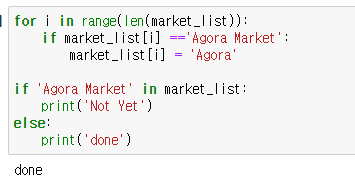 for i in range(len(market_list)):
    if market_list[i] =='Agora Market':
        market_list[i] = 'Agora'
if 'Agora Market' in market_list:
    print('Not Yet')
else:
    print('done')
done